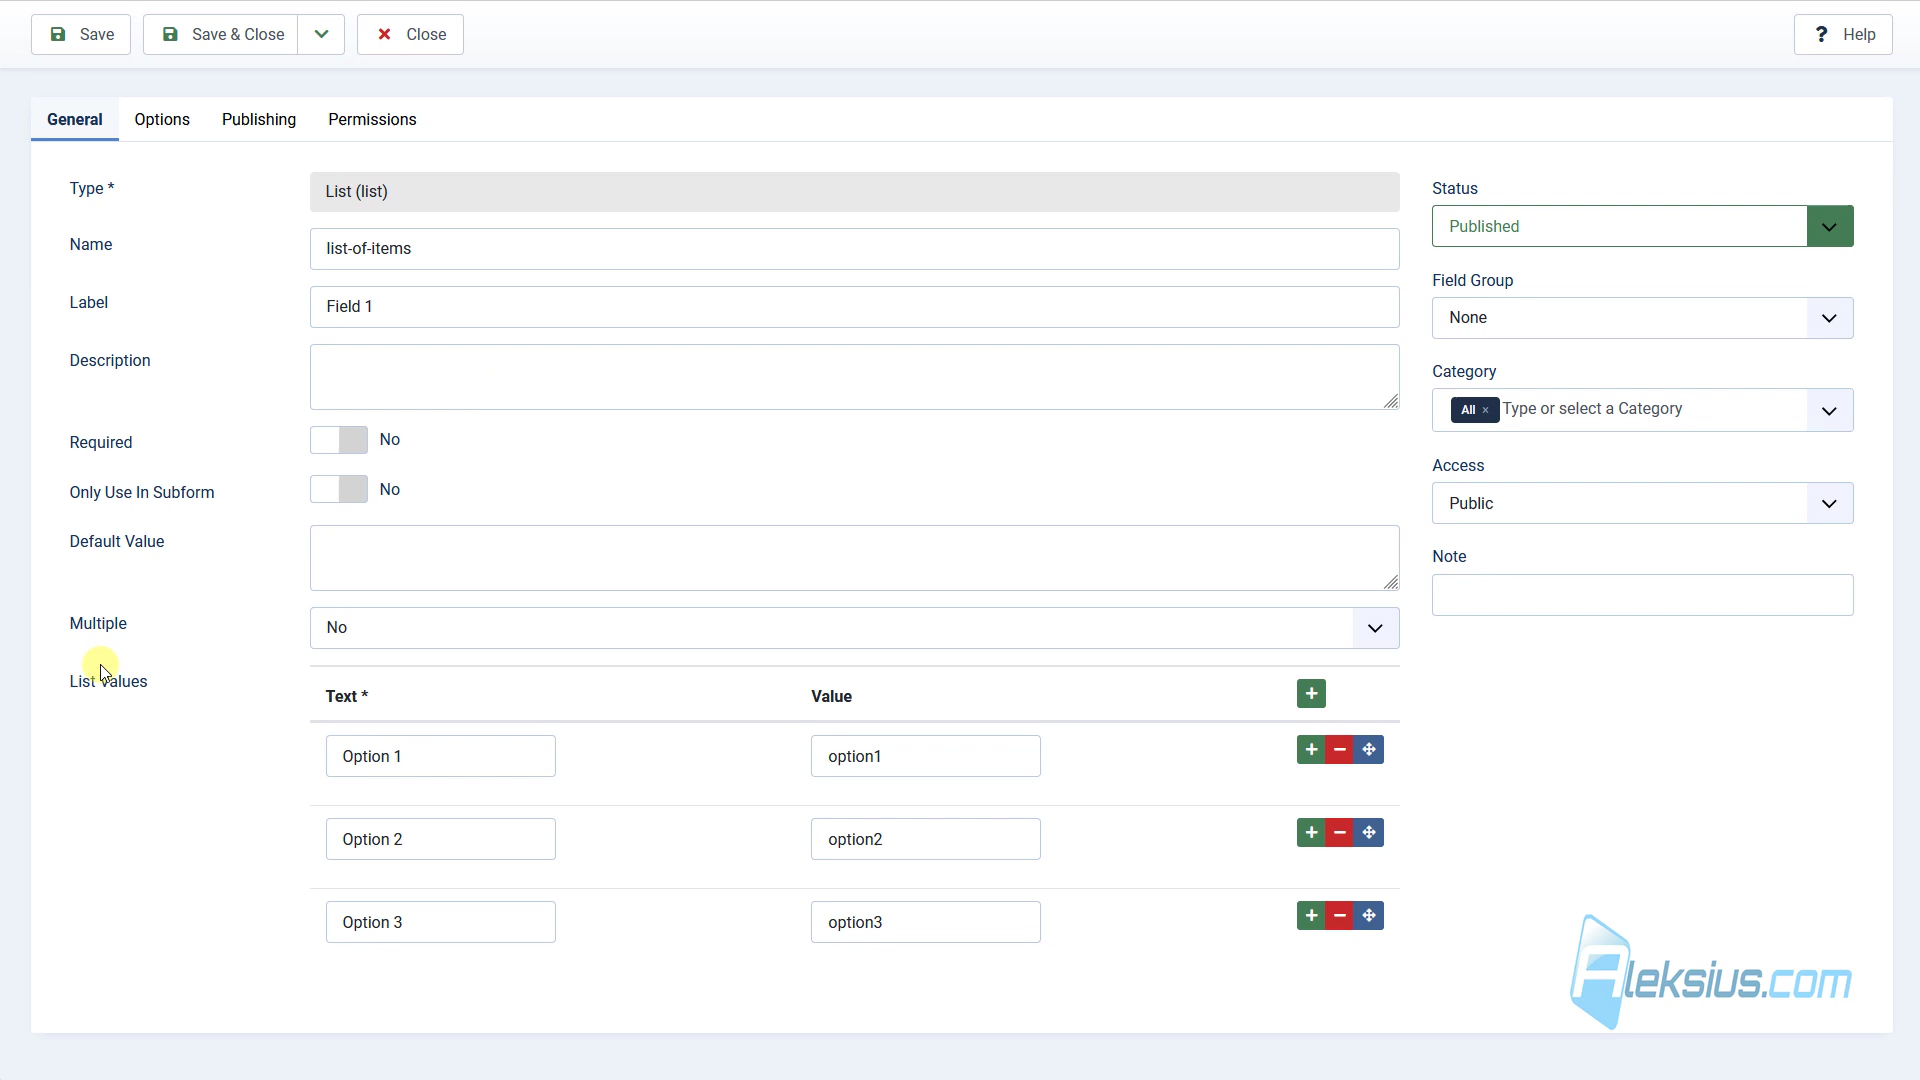 Save
Save & Close
Close
? Help
General
Options
Publishing
Permissions
Type *
List (list)
Name
list-of-items
Label
Field 1
Description
Required
No
Only Use In Subform
No
Default Value
Multiple
No
List Values
Text *
Value
Option 1
option1
Option 2
option2
Option 3
option3
Status
Published
Field Group
None
Category
All × Type or select a Category
Access
Public
Note
Aleksius.com